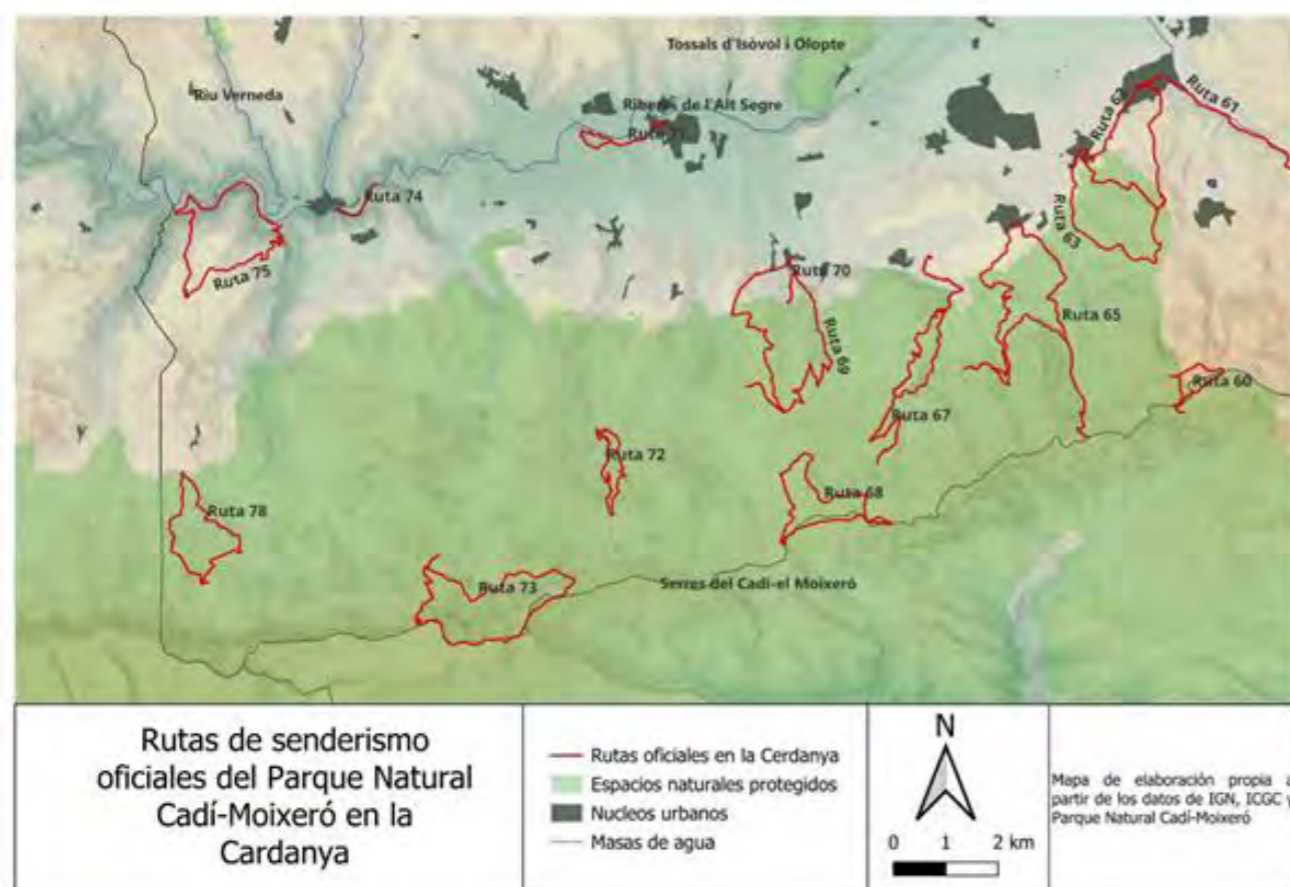 Tossals d'Isòvol i Olopte
Riu Verneda
Riberes de l'Alt Segre
Ruta 61
Ruta 62
Ruta 71
Ruta 74
Ruta 63
Ruta 75
Ruta 70
Ruta 65
Ruta 69
Ruta 60
Ruta 67
Ruta 72
Ruta 68
Ruta 78
Ruta 73
Serres del Cadí-el Moixeró
Rutas de senderismo
oficiales del Parque Natural
Cadí-Moixeró en la
Cardanya
Rutas oficiales en la Cerdanya
Espacios naturales protegidos
Nucleos urbanos
Masas de agua
N
0 1 2 km
Mapa de elaboración propia a
partir de los datos de IGN, ICGC y
Parque Natural Cadí-Moixeró